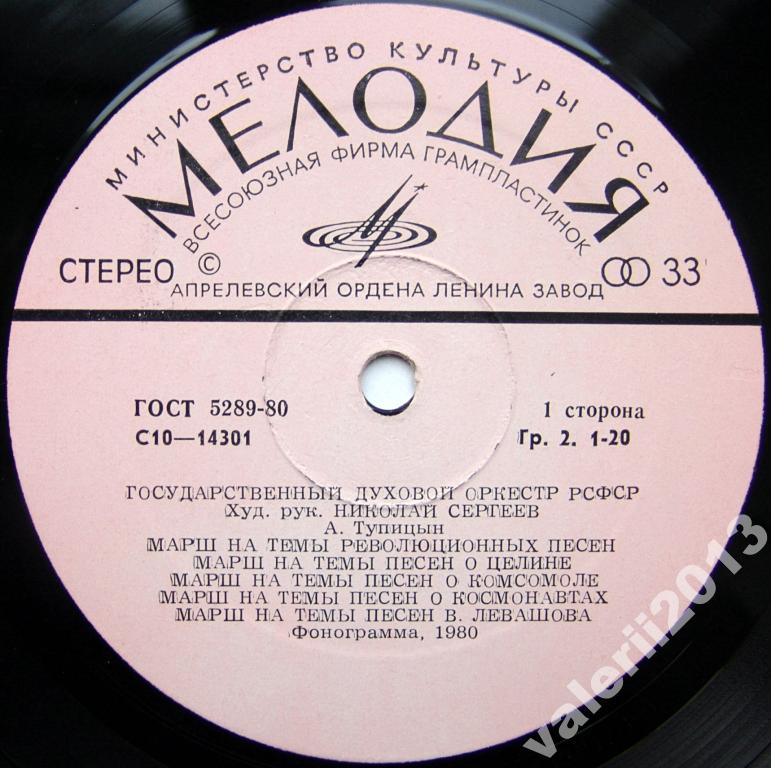 МИНИСТЕРСТВО КУЛЬТУРЫ СССР
МЕЛОДИЯ
ВСЕСОЮЗНАЯ ФИРМА ГРАМПЛАСТИНОК
СТЕРЕО © 33
АПРЕЛЕВСКИЙ ОРДЕНА ЛЕНИНА ЗАВОД
ГОСТ 5289-80 1 сторона
С10—14301 Гр. 2. 1-20
ГОСУДАРСТВЕННЫЙ ДУХОВОЙ ОРКЕСТР РСФСР
Худ. рук. НИКОЛАЙ СЕРГЕЕВ
А. Тупицын
МАРШ НА ТЕМЫ РЕВОЛЮЦИОННЫХ ПЕСЕН
МАРШ НА ТЕМЫ ПЕСЕН О ЦЕЛИНЕ
МАРШ НА ТЕМЫ ПЕСЕН О КОМСОМОЛЕ
МАРШ НА ТЕМЫ ПЕСЕН О КОСМОНАВТАХ
МАРШ НА ТЕМЫ ПЕСЕН В. ЛЕВАШОВА
Фонограмма, 1980
valerii2013